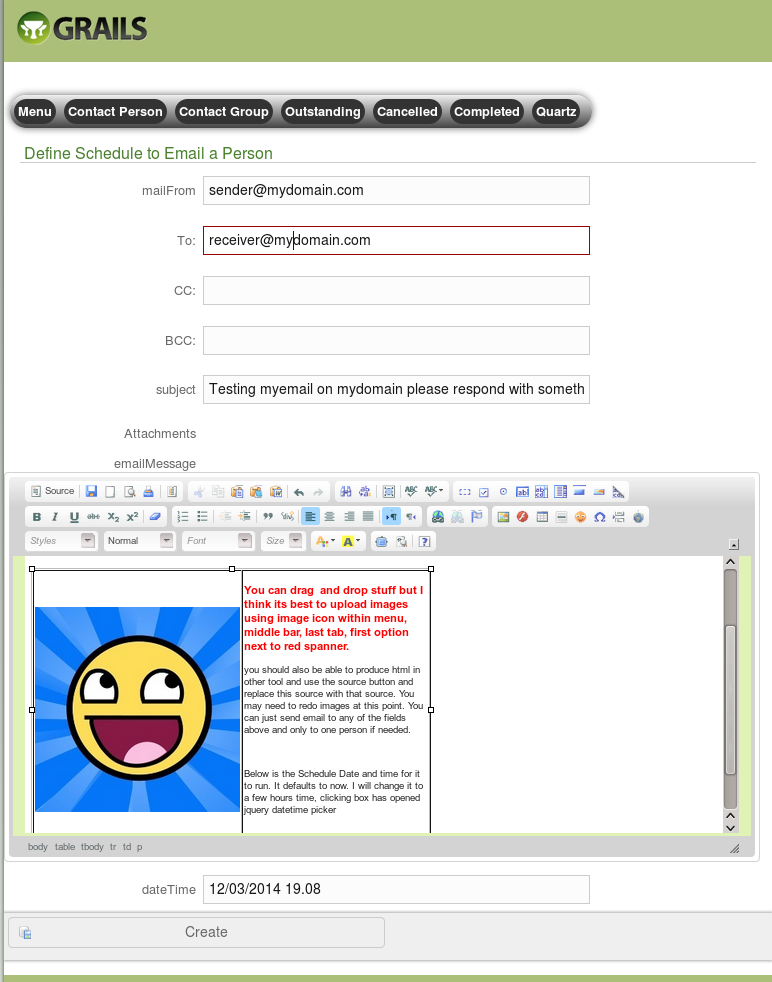 GRAILS
Menu Contact Person Contact Group Outstanding Cancelled Completed Quartz
Define Schedule to Email a Person
mailFrom sender@mydomain.com
To: receiver@mydomain.com
CC:
BCC:
subject Testing myemail on mydomain please respond with someth
Attachments
emailMessage
Source
ABC ABC
B I U abc X2 X2
Styles Normal Font Size A A
You can drag and drop stuff but I
think its best to upload images
using image icon within menu,
middle bar, last tab, first option
next to red spanner.
you should also be able to produce html in
other tool and use the source button and
replace this source with that source. You
may need to redo images at this point. You
can just send email to any of the fields
above and only to one person if needed.
Below is the Schedule Date and time for it
to run. It defaults to now. I will change it to
a few hours time, clicking box has opened
jquery datetime picker
body table tbody tr td p
dateTime 12/03/2014 19.08
Create